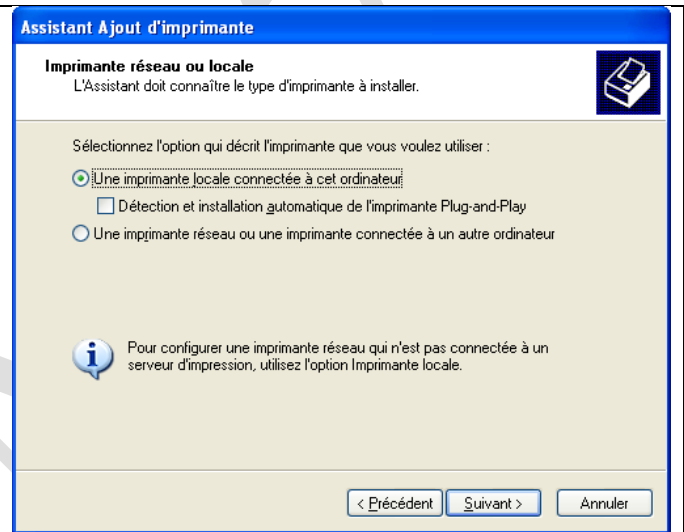 Assistant Ajout d'imprimante
Imprimante réseau ou locale
L'Assistant doit connaître le type d'imprimante à installer.
Sélectionnez l'option qui décrit l'imprimante que vous voulez utiliser :
Une imprimante locale connectée à cet ordinateur
Détection et installation automatique de l'imprimante Plug-and-Play
Une imprimante réseau ou une imprimante connectée à un autre ordinateur
Pour configurer une imprimante réseau qui n'est pas connectée à un
serveur d'impression, utilisez l'option Imprimante locale.
< Précédent Suivant > Annuler